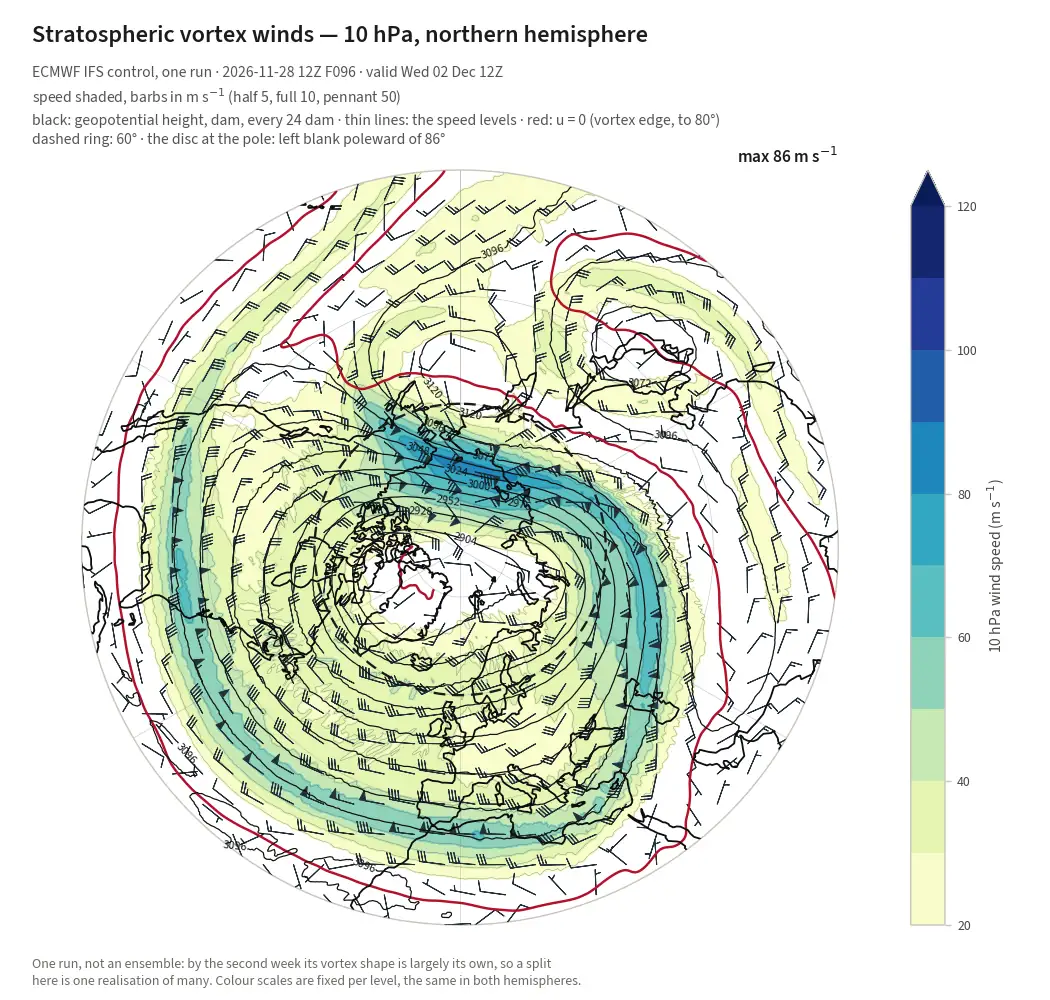 Stratospheric vortex winds — 10 hPa, northern hemisphere
ECMWF IFS control, one run · 2026-11-28 12Z F096 · valid Wed 02 Dec 12Z
speed shaded, barbs in m s⁻¹ (half 5, full 10, pennant 50)
black: geopotential height, dam, every 24 dam · thin lines: the speed levels · red: u = 0 (vortex edge, to 80°)
dashed ring: 60° · the disc at the pole: left blank poleward of 86°
max 86 m s⁻¹
120
100
80
60
40
20
10 hPa wind speed (m s⁻¹)
3096
3072
3120
3096
3024
3000
2952
2928
2904
3096
3096
3096
One run, not an ensemble: by the second week its vortex shape is largely its own, so a split
here is one realisation of many. Colour scales are fixed per level, the same in both hemispheres.